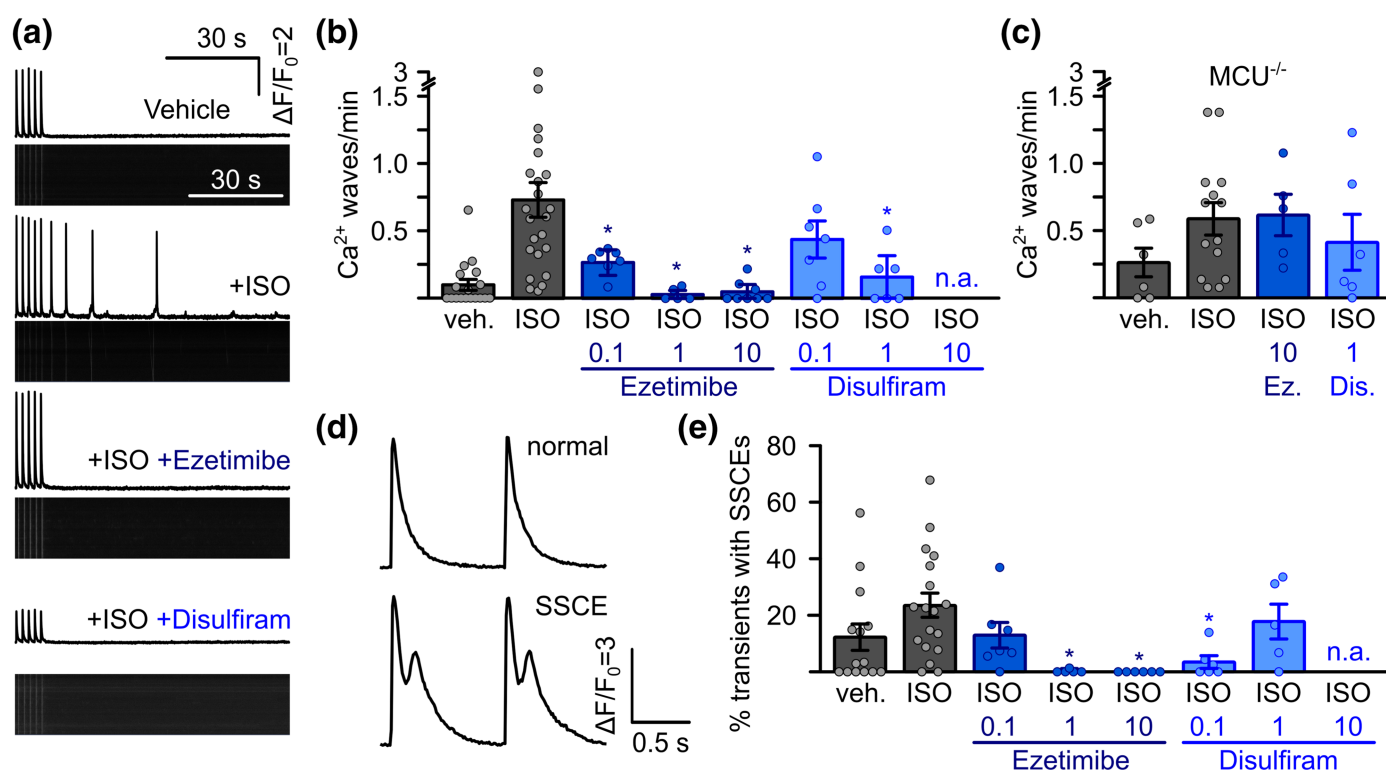 (a)
30 s
ΔF/F0=2
Vehicle
30 s
+ISO
+ISO +Ezetimibe
+ISO +Disulfiram
(b)
Ca2+ waves/min
3
1.5
1.0
0.5
veh. ISO ISO ISO ISO ISO ISO ISO
* * * * n.a.
0.1 1 10 0.1 1 10
Ezetimibe Disulfiram
(c)
MCU-/-
Ca2+ waves/min
3
1.5
1.0
0.5
veh. ISO ISO ISO
10 1
Ez. Dis.
(d)
normal
SSCE
ΔF/F0=3
0.5 s
(e)
% transients with SSCEs
80
60
40
20
* * * n.a.
veh. ISO ISO ISO ISO ISO ISO ISO
0.1 1 10 0.1 1 10
Ezetimibe Disulfiram